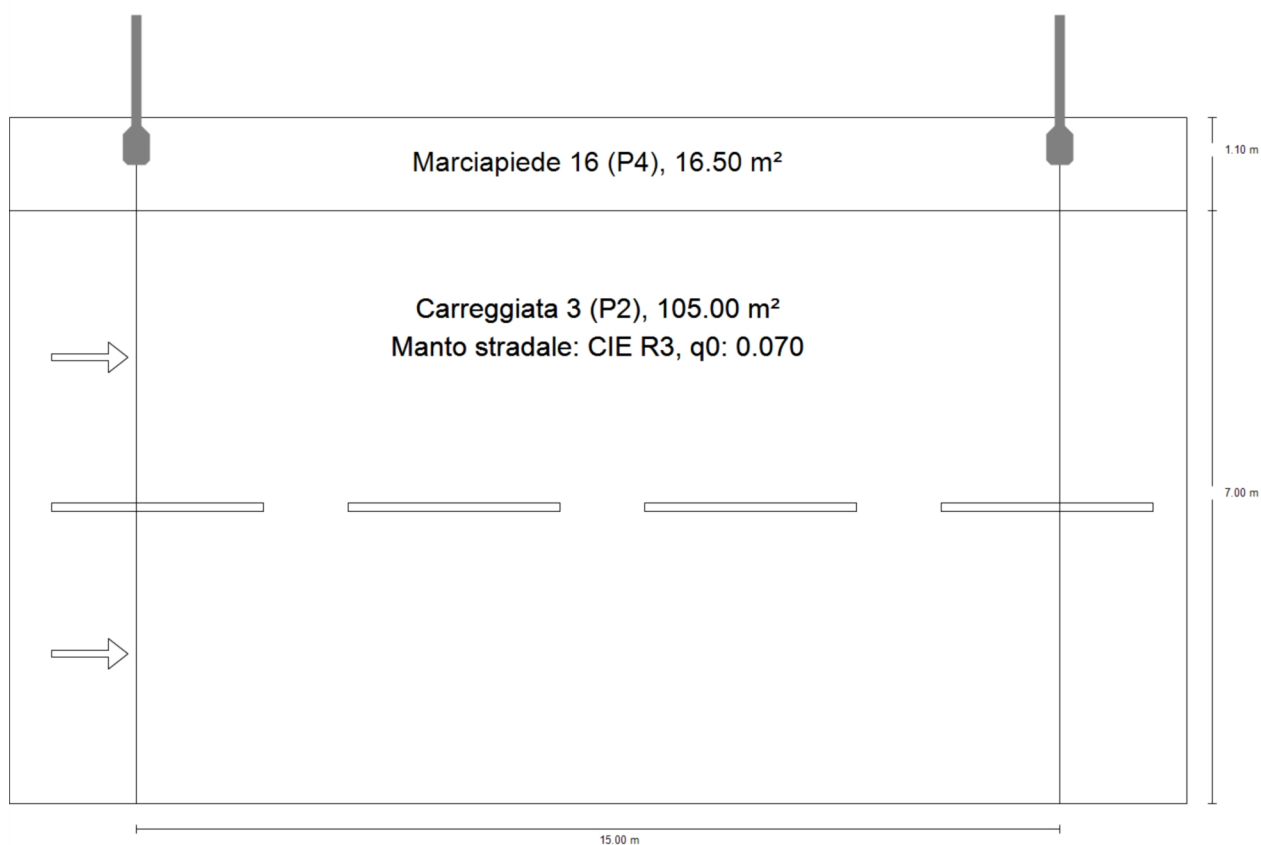 Marciapiede 16 (P4), 16.50 m²
1.10 m
Carreggiata 3 (P2), 105.00 m²
Manto stradale: CIE R3, q0: 0.070
7.00 m
15.00 m